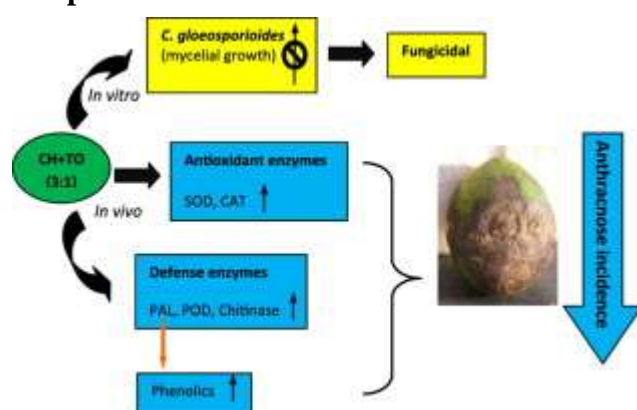 C. gloeosporioides
(mycelial growth)
Fungicidal
In vitro
CH+TO
(3:1)
Antioxidant enzymes
SOD, CAT
In vivo
Defense enzymes
PAL, POD, Chitinase
Phenolics
Anthracnose incidence